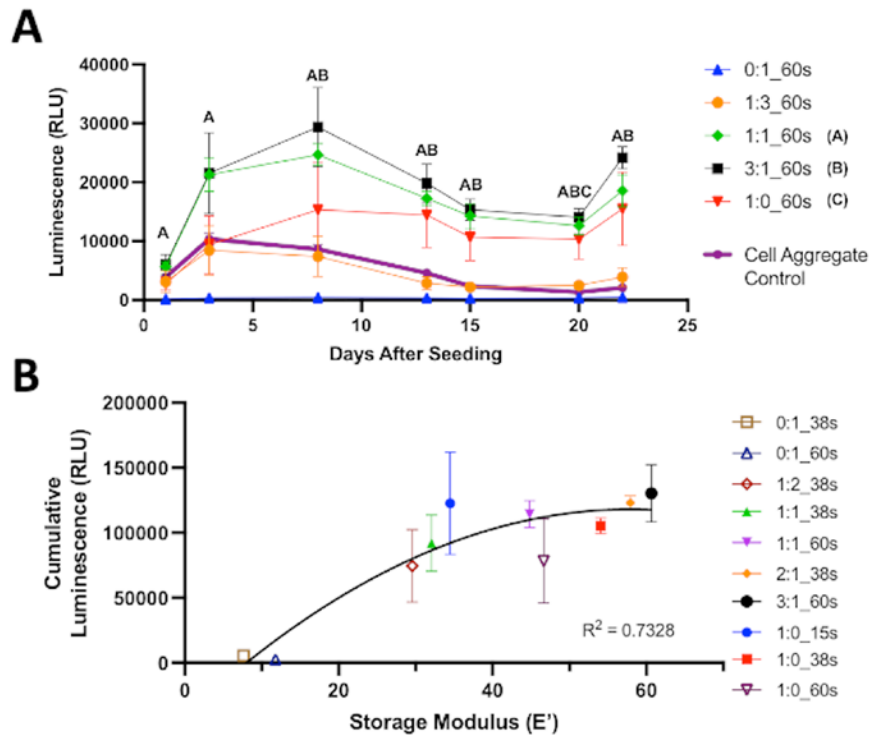 A
40000
30000
20000
10000
0
Luminescence (RLU)
A
A
AB
AB
AB
ABC
AB
0
5
10
15
20
25
Days After Seeding
0:1_60s
1:3_60s
1:1_60s (A)
3:1_60s (B)
1:0_60s (C)
Cell Aggregate
Control
B
200000
150000
100000
50000
0
Cumulative
Luminescence (RLU)
R² = 0.7328
0
20
40
60
Storage Modulus (E')
0:1_38s
0:1_60s
1:2_38s
1:1_38s
1:1_60s
2:1_38s
3:1_60s
1:0_15s
1:0_38s
1:0_60s